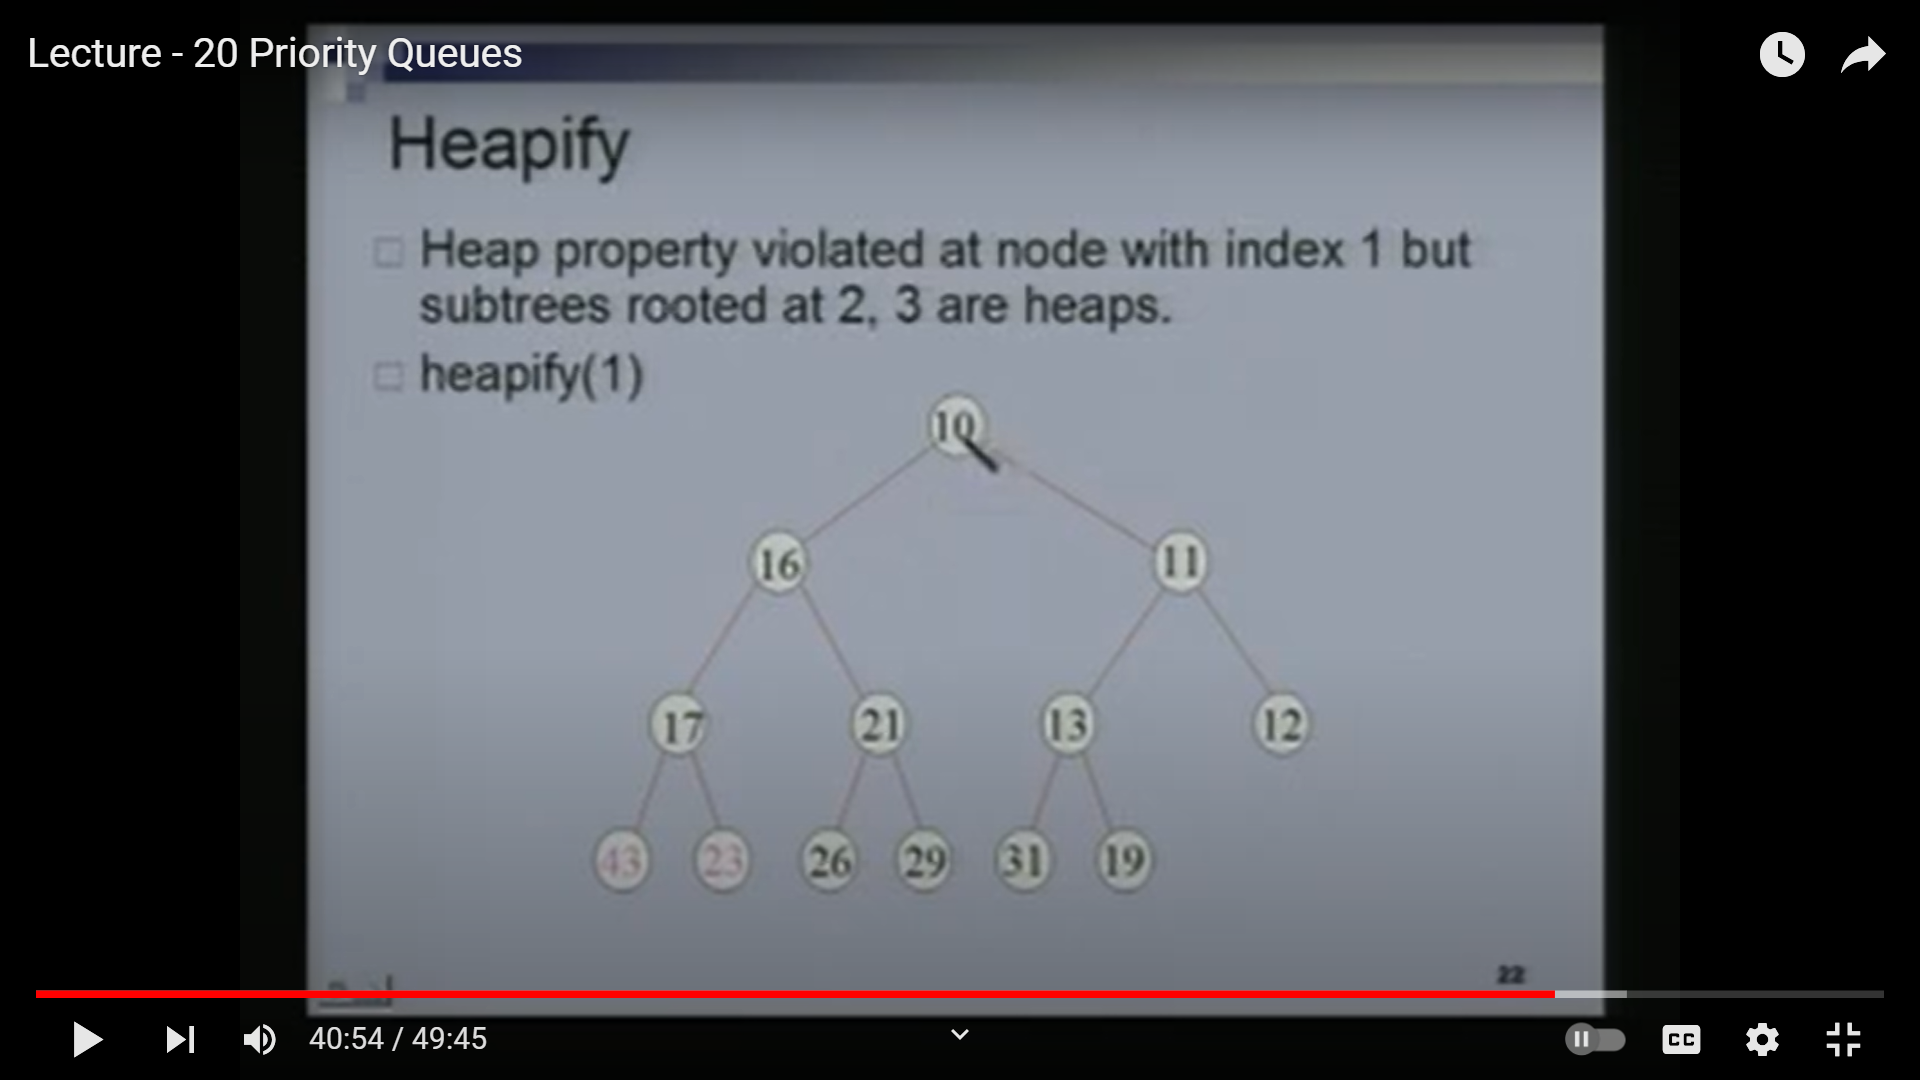 Lecture - 20 Priority Queues
Heapify
Heap property violated at node with index 1 but
subtrees rooted at 2, 3 are heaps.
heapify(1)
10
16 11
17 21 13 12
43 23 26 29 31 19
22
40:54 / 49:45
CC